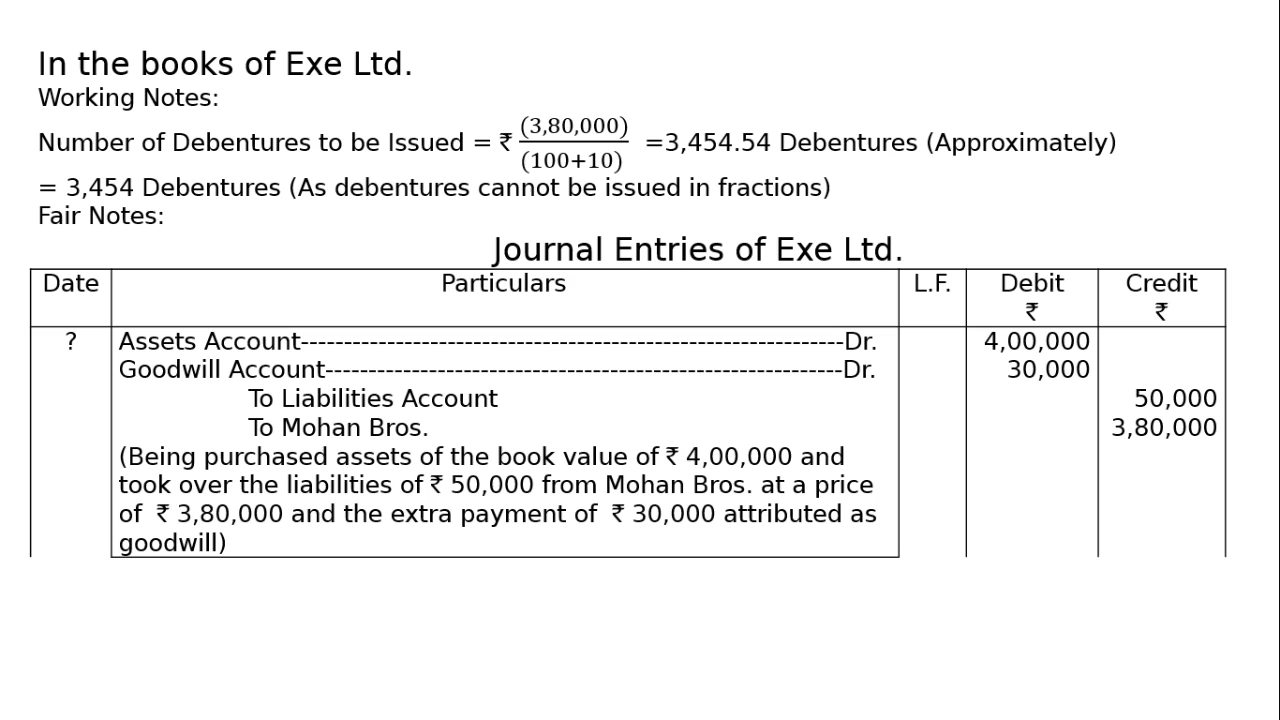 In the books of Exe Ltd.
Working Notes:
Number of Debentures to be Issued = ₹ (3,80,000)/(100+10) =3,454.54 Debentures (Approximately)
= 3,454 Debentures (As debentures cannot be issued in fractions)
Fair Notes:
Journal Entries of Exe Ltd.
Date Particulars L.F. Debit ₹ Credit ₹
? Assets Account---------------------------------------------------------------Dr. 4,00,000
Goodwill Account------------------------------------------------------------Dr. 30,000
To Liabilities Account 50,000
To Mohan Bros. 3,80,000
(Being purchased assets of the book value of ₹ 4,00,000 and
took over the liabilities of ₹ 50,000 from Mohan Bros. at a price
of ₹ 3,80,000 and the extra payment of ₹ 30,000 attributed as
goodwill)